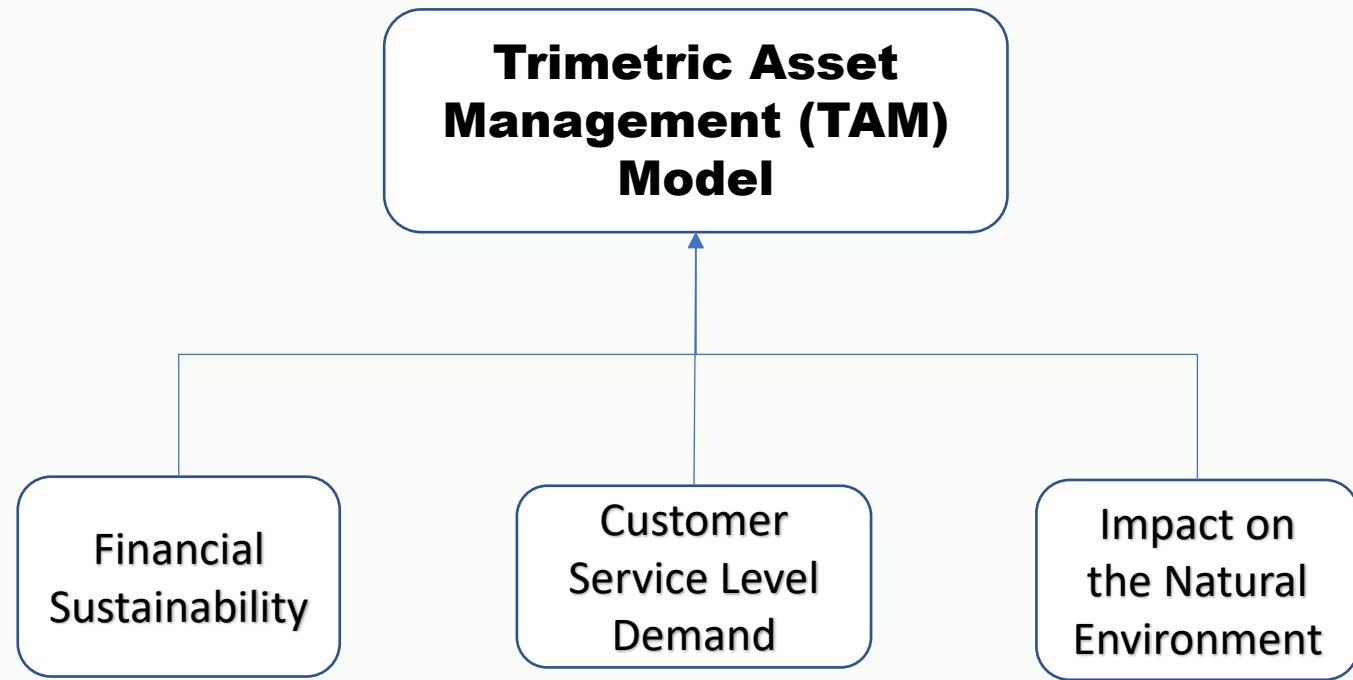 Trimetric Asset
Management (TAM)
Model
Financial
Sustainability
Customer
Service Level
Demand
Impact on
the Natural
Environment